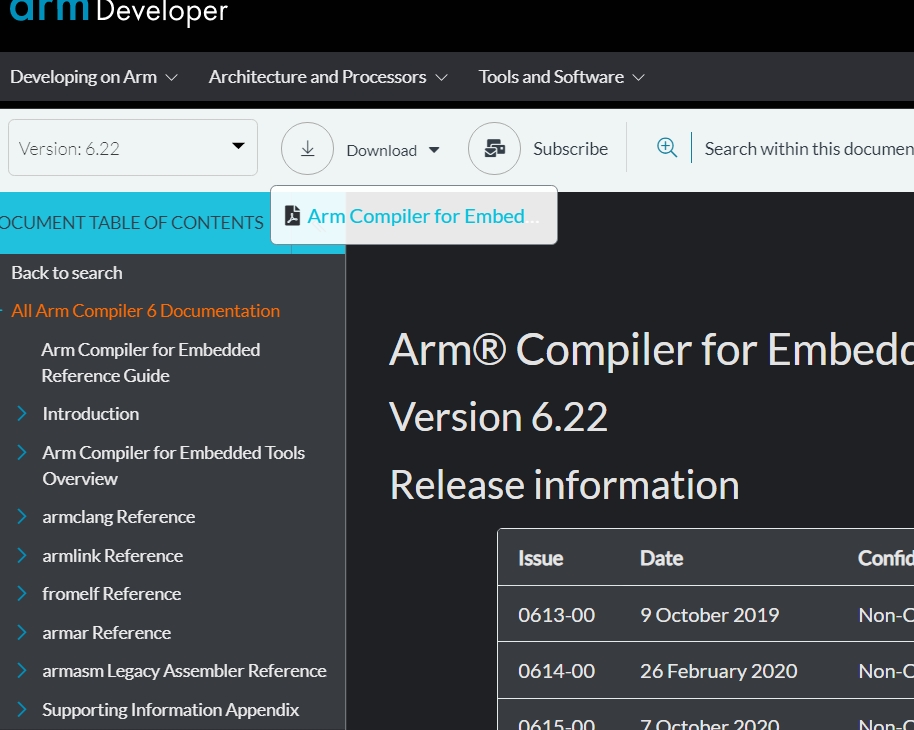 arm Developer
Developing on Arm
Architecture and Processors
Tools and Software
Version: 6.22
Download
Subscribe
Search within this documen
OCUMENT TABLE OF CONTENTS
Arm Compiler for Embed...
Back to search
All Arm Compiler 6 Documentation
Arm Compiler for Embedded
Reference Guide
Introduction
Arm Compiler for Embedded Tools
Overview
armclang Reference
armlink Reference
fromelf Reference
armar Reference
armasm Legacy Assembler Reference
Supporting Information Appendix
Arm® Compiler for Embedd
Version 6.22
Release information
Issue Date Confid
0613-00 9 October 2019 Non-C
0614-00 26 February 2020 Non-C
0615-00 7 October 2020 Non-C